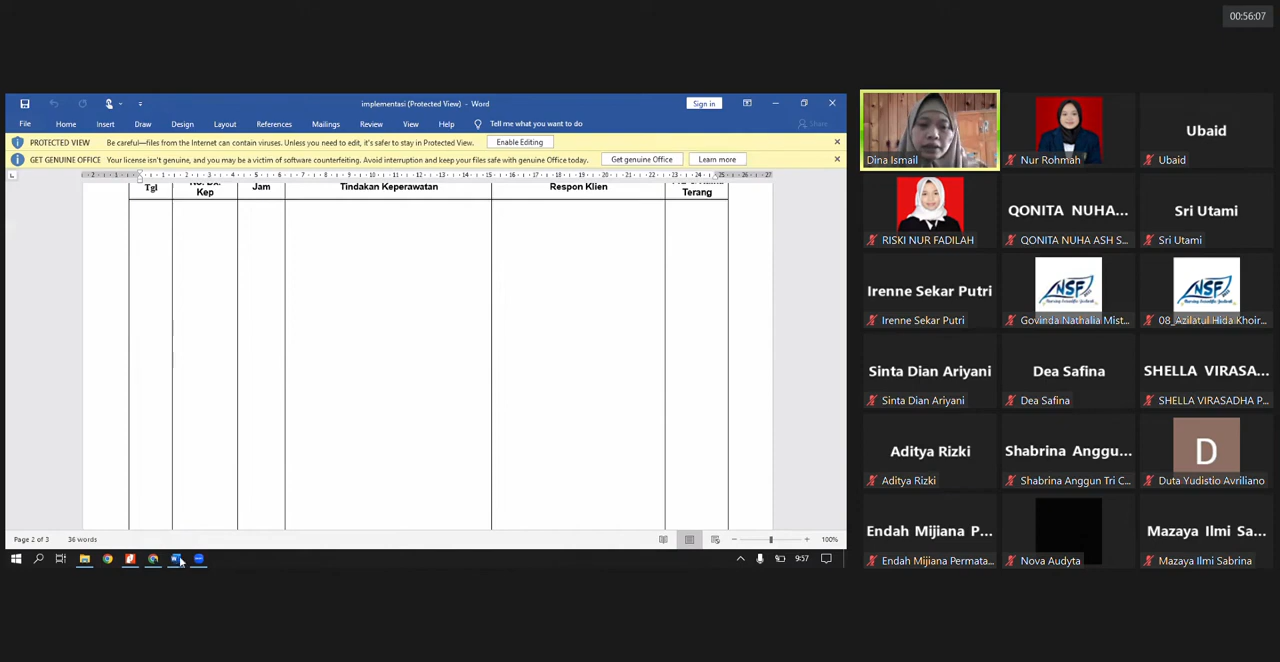 00:56:07
implementasi (Protected View) - Word
Sign in
File Home Insert Draw Design Layout References Mailings Review View Help Tell me what you want to do Share
PROTECTED VIEW Be careful—files from the Internet can contain viruses. Unless you need to edit, it's safer to stay in Protected View. Enable Editing
GET GENUINE OFFICE Your license isn't genuine, and you may be a victim of software counterfeiting. Avoid interruption and keep your files safe with genuine Office today. Get genuine Office Learn more
Tgl
Kep
Jam
Tindakan Keperawatan
Respon Klien
Terang
Page 2 of 3 36 words
100%
9:57
Dina Ismail
Nur Rohmah
Ubaid
Ubaid
RISKI NUR FADILAH
QONITA NUHA...
QONITA NUHA ASH S...
Sri Utami
Sri Utami
Irenne Sekar Putri
Irenne Sekar Putri
NSF
Govinda Nathalia Mist...
NSF
08_Azilatul Hida Khoir...
Sinta Dian Ariyani
Sinta Dian Ariyani
Dea Safina
Dea Safina
SHELLA VIRASA...
SHELLA VIRASADHA P...
Aditya Rizki
Aditya Rizki
Shabrina Anggu...
Shabrina Anggun Tri C...
D
Duta Yudistio Avriliano
Endah Mijiana P...
Endah Mijiana Permata...
Nova Audyta
Mazaya Ilmi Sa...
Mazaya Ilmi Sabrina